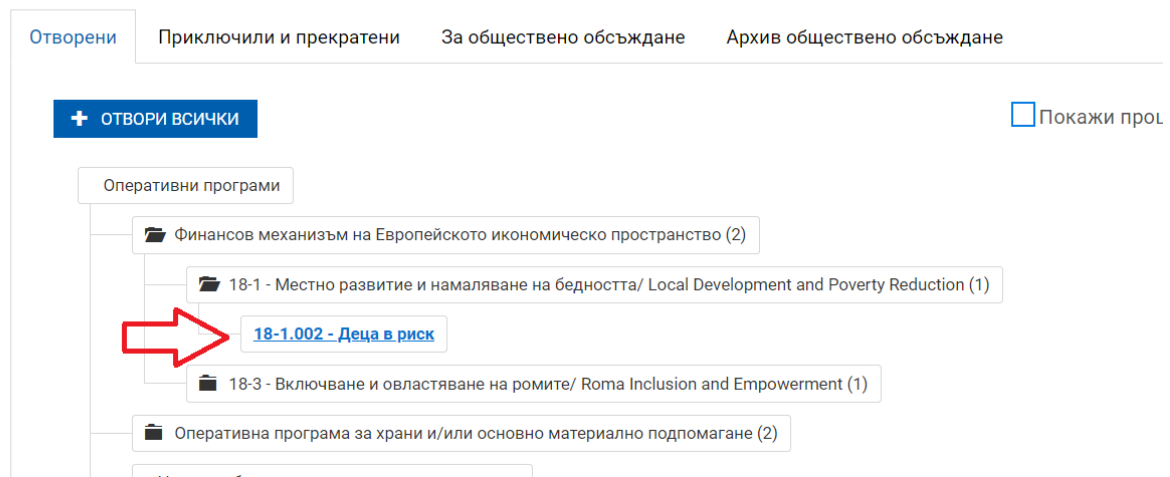 Отворени Приключили и прекратени За обществено обсъждане Архив обществено обсъждане
+ ОТВОРИ ВСИЧКИ
Покажи
Оперативни програми
Финансов механизъм на Европейското икономическо пространство (2)
18-1 - Местно развитие и намаляване на бедността/ Local Development and Poverty Reduction (1)
18-1.002 - Деца в риск
18-3 - Включване и овластяване на ромите/ Roma Inclusion and Empowerment (1)
Оперативна програма за храни и/или основно материално подпомагане (2)